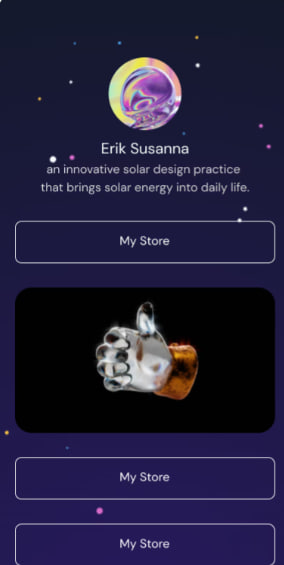 Erik Susanna
an innovative solar design practice
that brings solar energy into daily life.
My Store
My Store
My Store